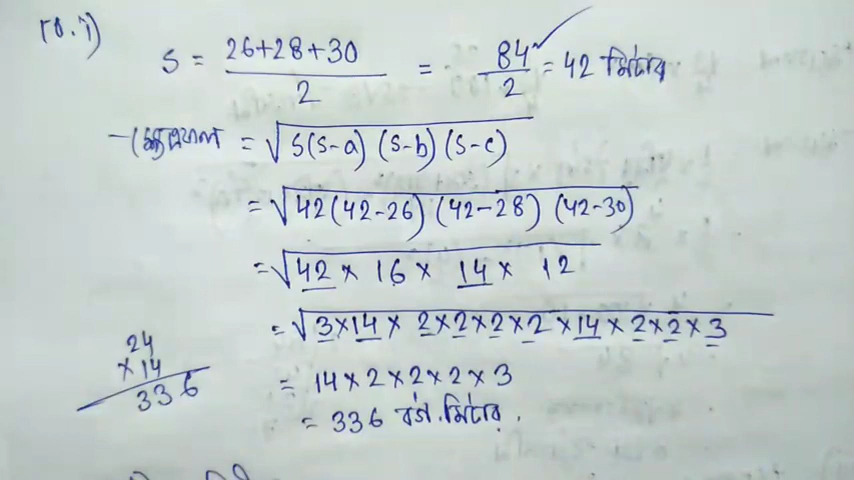 10.1)
S = 26+28+30 / 2 = 84/2 = 42 মিটার
ক্ষেত্রফল = √S(S-a) (S-b) (S-c)
= √42(42-26) (42-28) (42-30)
= √42 × 16 × 14 × 12
= √3×14 × 2×2×2×2 ×14× 2×2×3
24
×14
336
= 14×2×2×2×3
= 336 বর্গ মিটার.